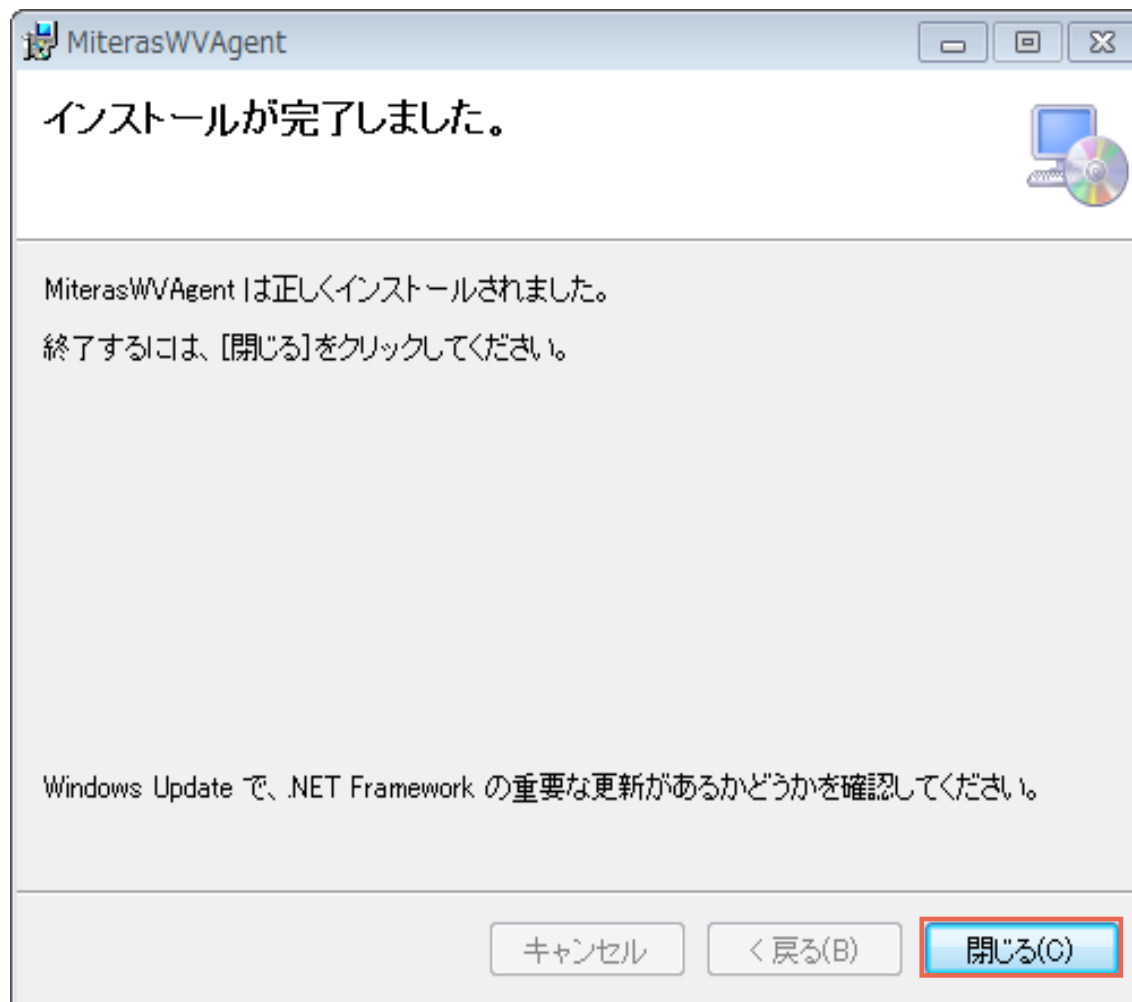 MiterasWVAgent
インストールが完了しました。
MiterasWVAgent は正しくインストールされました。
終了するには、[閉じる]をクリックしてください。
Windows Update で、.NET Framework の重要な更新があるかどうかを確認してください。
キャンセル
< 戻る(B)
閉じる(C)